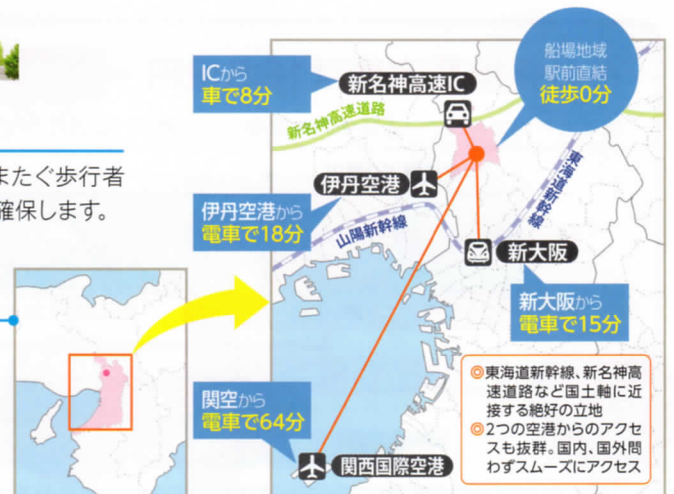 またぐ歩行者
確保します。
ICから
車で8分
新名神高速IC
新名神高速道路
船場地域
駅前直結
徒歩0分
東海道新幹線
伊丹空港
伊丹空港から
電車で18分
山陽新幹線
新大阪
新大阪から
電車で15分
関空から
電車で64分
関西国際空港
◎東海道新幹線、新名神高
速道路など国土軸に近
接する絶好の立地
◎2つの空港からのアクセ
スも抜群。国内、国外問
わずスムーズにアクセス